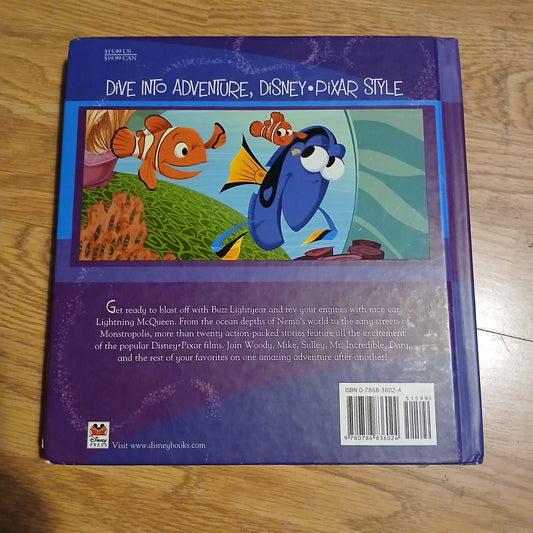 $15.99 US
$19.99 CAN
DIVE INTO ADVENTURE, DISNEY•PIXAR STYLE
Get ready to blast off with Buzz Lightyear and rev your engines with race car
Lightning McQueen. From the ocean depths of Nemo's world to the zany streets of
Monstropolis, more than twenty action-packed stories feature all the excitement
of the popular Disney•Pixar films. Join Woody, Mike, Sulley, Mr. Incredible, Dory,
and the rest of your favorites on one amazing adventure after another!
ISBN 0-7868-3602-4
51599>
9 780786 836024
Disney
PRESS
Visit www.disneybooks.com